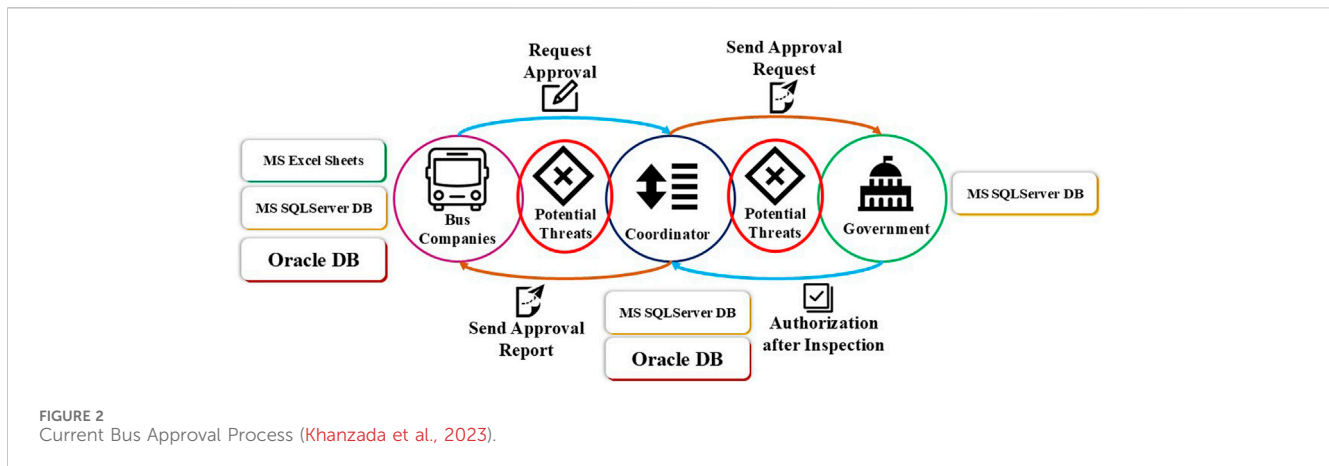 Request
Approval
Send Approval
Request
MS Excel Sheets
MS SQLServer DB
Oracle DB
Bus
Companies
Potential
Threats
Coordinator
Potential
Threats
Government
MS SQLServer DB
Send Approval
Report
MS SQLServer DB
Oracle DB
Authorization
after Inspection
FIGURE 2
Current Bus Approval Process (Khanzada et al., 2023).